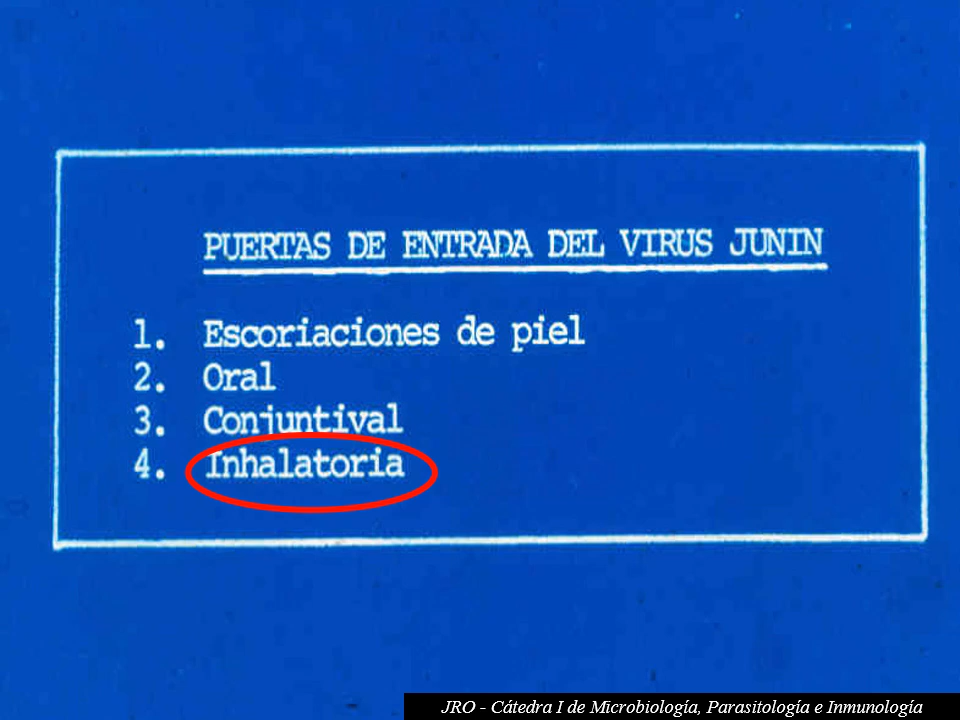 PUERTAS DE ENTRADA DEL VIRUS JUNIN
1. Escoriaciones de piel
2. Oral
3. Conjuntival
4. Inhalatoria
JRO - Cátedra I de Microbiología, Parasitología e Inmunología